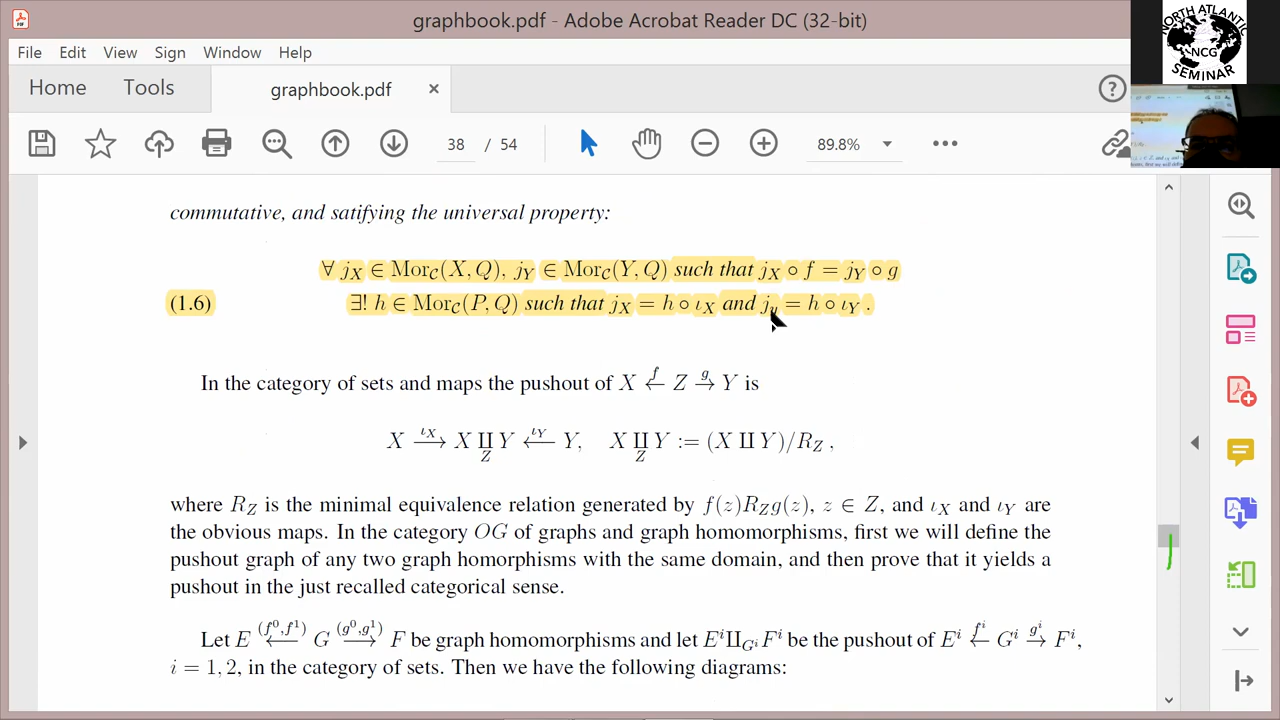 graphbook.pdf - Adobe Acrobat Reader DC (32-bit)
NORTH ATLANTIC
NCG
SEMINAR
File Edit View Sign Window Help
Home Tools graphbook.pdf ×
38 / 54 89.8%
commutative, and satifying the universal property:
∀ j_X ∈ Mor_C(X, Q), j_Y ∈ Mor_C(Y, Q) such that j_X ∘ f = j_Y ∘ g
(1.6) ∃! h ∈ Mor_C(P, Q) such that j_X = h ∘ ι_X and j_y = h ∘ ι_Y .
In the category of sets and maps the pushout of X ←^f Z →^g Y is
X →^{ι_X} X ∐_Z Y ←^{ι_Y} Y, X ∐_Z Y := (X ∐ Y)/R_Z ,
where R_Z is the minimal equivalence relation generated by f(z)R_Zg(z), z ∈ Z, and ι_X and ι_Y are
the obvious maps. In the category OG of graphs and graph homomorphisms, first we will define the
pushout graph of any two graph homorphisms with the same domain, and then prove that it yields a
pushout in the just recalled categorical sense.
Let E ←^{(f^0,f^1)} G →^{(g^0,g^1)} F be graph homomorphisms and let E^i ∐_{G^i} F^i be the pushout of E^i ←^{f^i} G^i →^{g^i} F^i,
i = 1, 2, in the category of sets. Then we have the following diagrams: